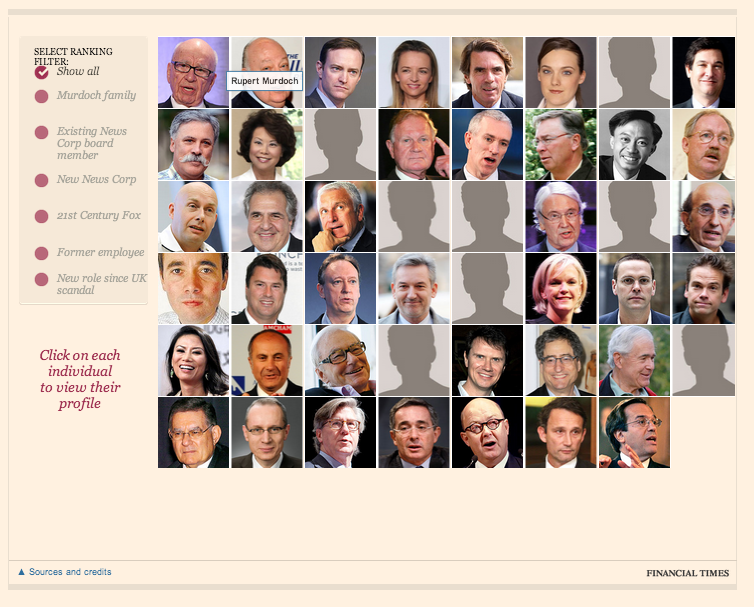 SELECT RANKING
FILTER:
Show all
Murdoch family
Existing News
Corp board
member
New News Corp
21st Century Fox
Former employee
New role since UK
scandal
Click on each
individual
to view their
profile
THE
Rupert Murdoch
▲ Sources and credits
FINANCIAL TIMES